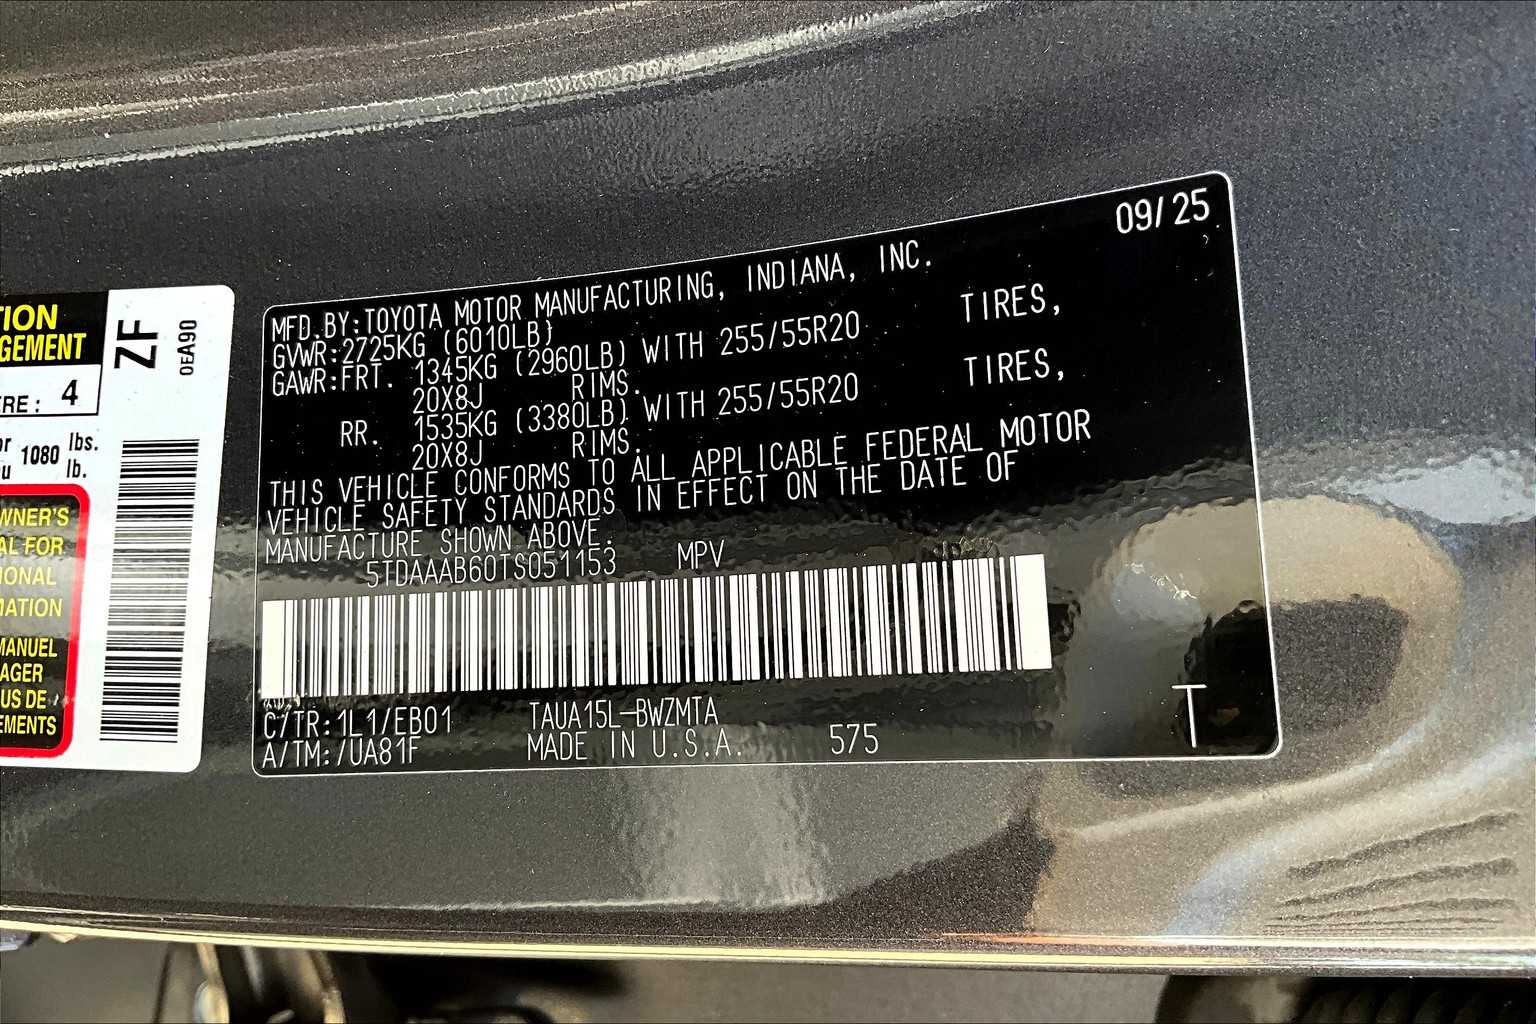 TION
GEMENT
RE : 4
or
u
1080 lbs.
lb.
WNER'S
AL FOR
IONAL
MATION
MANUEL
AGER
US DE
EMENTS
ZF
0EA90
09/25
MFD.BY:TOYOTA MOTOR MANUFACTURING, INDIANA, INC.
GVWR:2725KG (6010LB)
GAWR:FRT. 1345KG (2960LB) WITH 255/55R20 TIRES,
20X8J RIMS.
RR. 1535KG (3380LB) WITH 255/55R20 TIRES,
20X8J RIMS.
THIS VEHICLE CONFORMS TO ALL APPLICABLE FEDERAL MOTOR
VEHICLE SAFETY STANDARDS IN EFFECT ON THE DATE OF
MANUFACTURE SHOWN ABOVE.
5TDAAAB60TS051153 MPV
C/TR:1L1/EB01 TAUA15L-BWZMTA
A/TM:/UA81F MADE IN U.S.A. 575
T